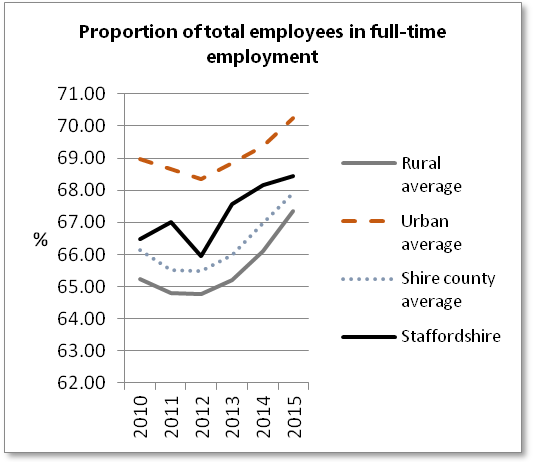 Proportion of total employees in full-time
employment
71.00
70.00
69.00
68.00
67.00
66.00
65.00
64.00
63.00
62.00
%
2010
2011
2012
2013
2014
2015
Rural
average
Urban
average
Shire county
average
Staffordshire